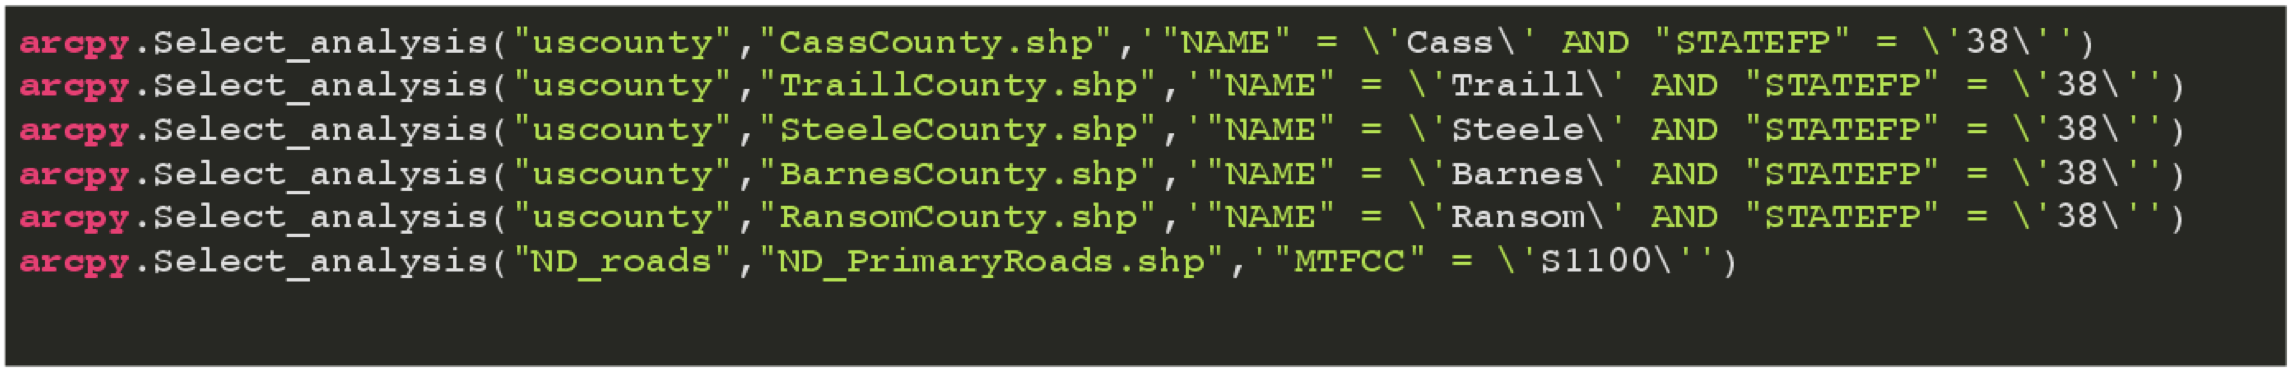 arcpy.Select_analysis("uscounty","CassCounty.shp",'"NAME" = \'Cass\' AND "STATEFP" = \'38\'')
arcpy.Select_analysis("uscounty","TraillCounty.shp",'"NAME" = \'Traill\' AND "STATEFP" = \'38\'')
arcpy.Select_analysis("uscounty","SteeleCounty.shp",'"NAME" = \'Steele\' AND "STATEFP" = \'38\'')
arcpy.Select_analysis("uscounty","BarnesCounty.shp",'"NAME" = \'Barnes\' AND "STATEFP" = \'38\'')
arcpy.Select_analysis("uscounty","RansomCounty.shp",'"NAME" = \'Ransom\' AND "STATEFP" = \'38\'')
arcpy.Select_analysis("ND_roads","ND_PrimaryRoads.shp",'"MTFCC" = \'S1100\'')